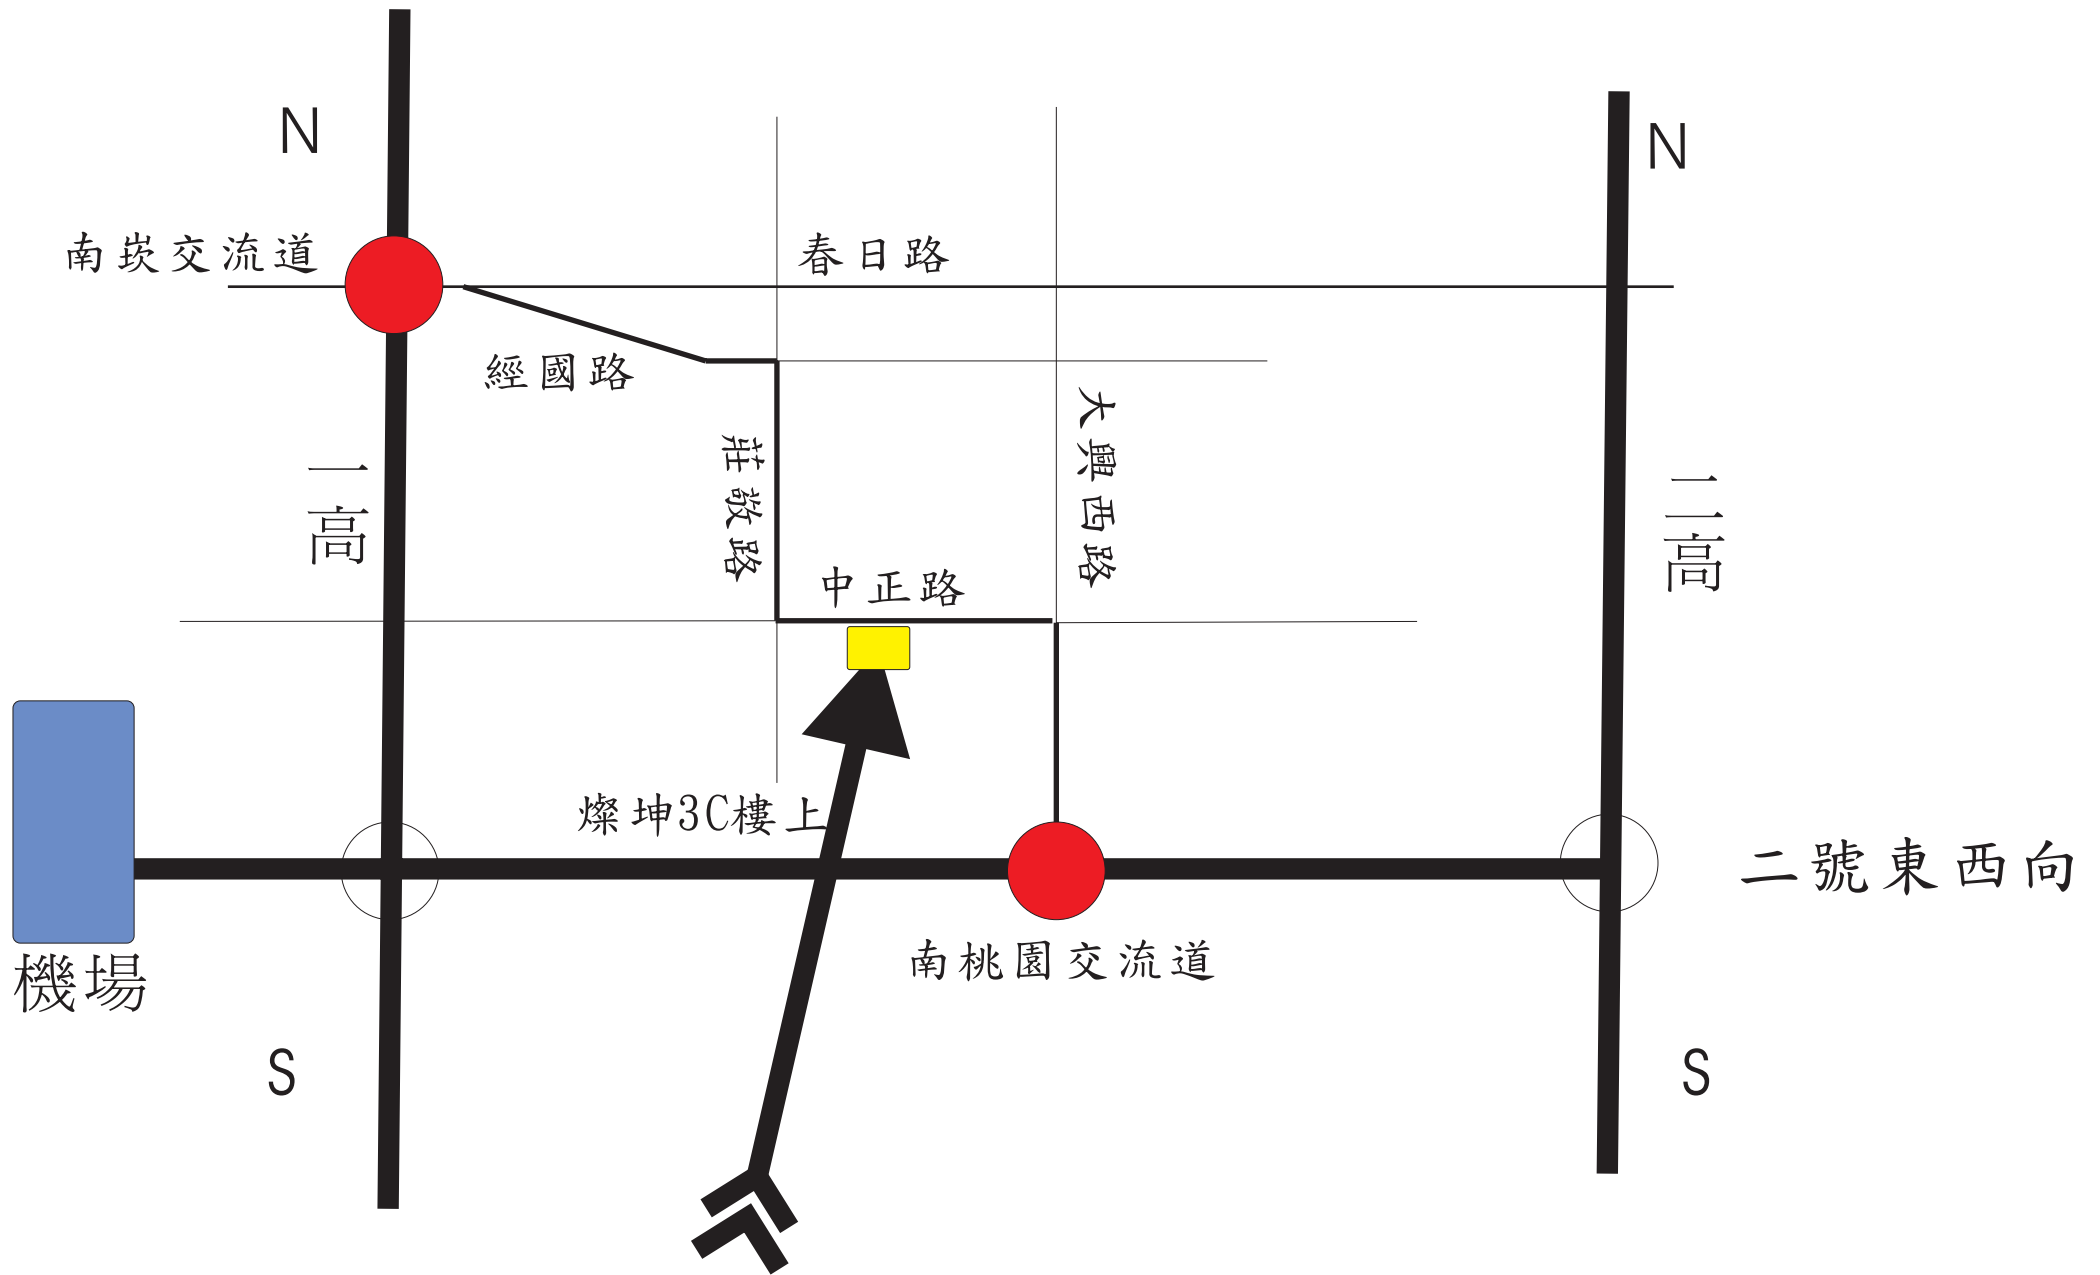 N
N
南崁交流道
春日路
經國路
大興西路
莊敬路
一高
二高
中正路
燦坤3C樓上
二號東西向
南桃園交流道
機場
S
S